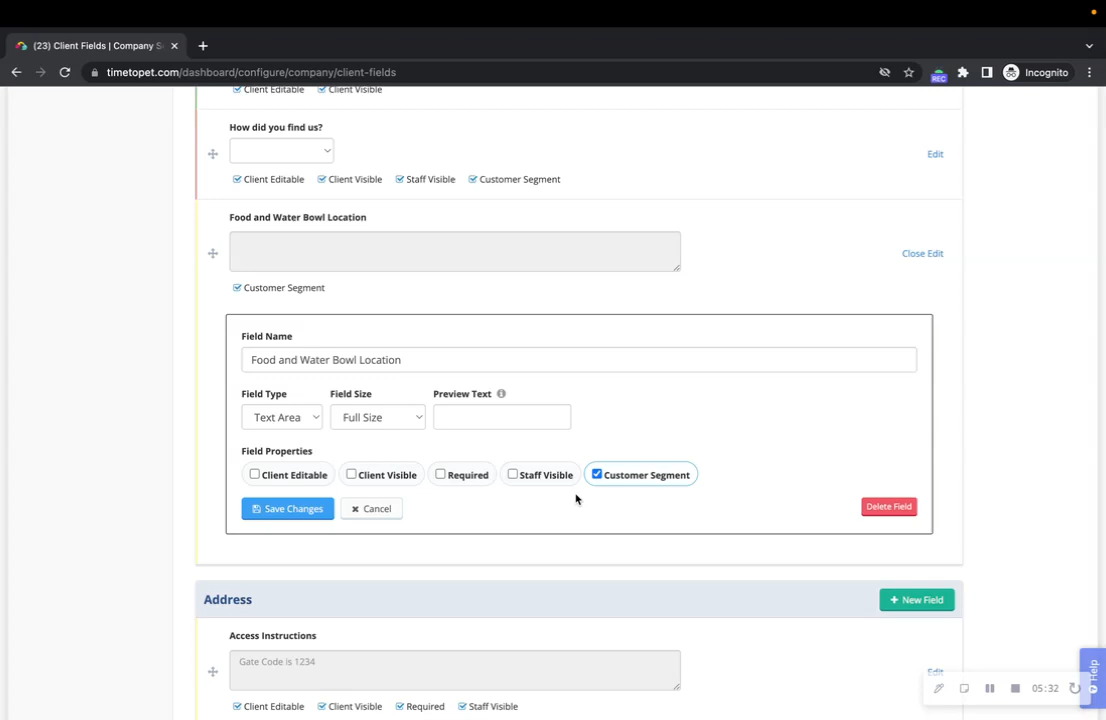 (23) Client Fields | Company S
timetopet.com/dashboard/configure/company/client-fields
REC
Incognito
Client Editable Client Visible
How did you find us?
Edit
Client Editable Client Visible Staff Visible Customer Segment
Food and Water Bowl Location
Close Edit
Customer Segment
Field Name
Food and Water Bowl Location
Field Type Field Size Preview Text
Text Area Full Size
Field Properties
Client Editable Client Visible Required Staff Visible Customer Segment
Save Changes Cancel Delete Field
Address
+ New Field
Access Instructions
Gate Code is 1234
Edit
Help
05:32
Client Editable Client Visible Required Staff Visible